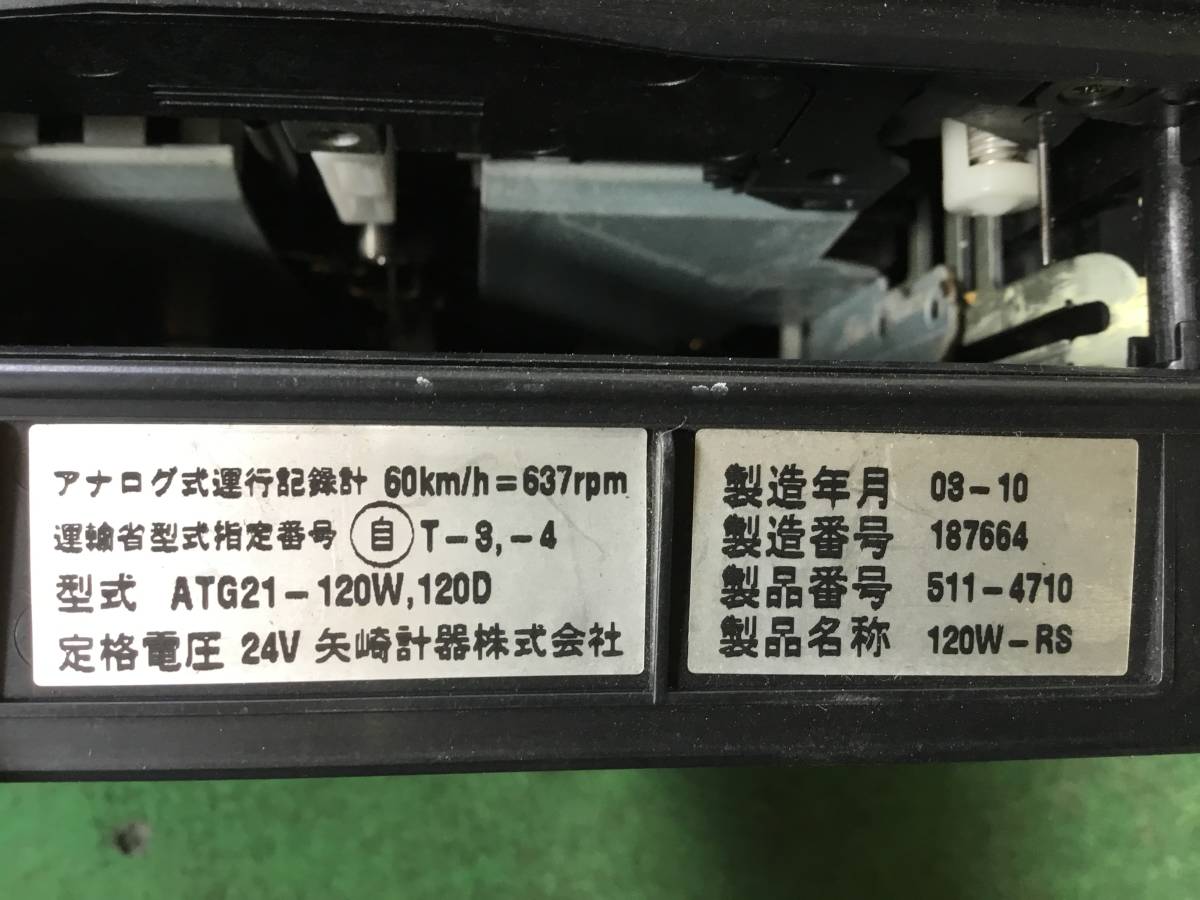 アナログ式運行記録計 60km/h=637rpm
運輸省型式指定番号 自 T-3,-4
型式 ATG21-120W,120D
定格電圧 24V 矢崎計器株式会社
製造年月 03-10
製造番号 187664
製品番号 511-4710
製品名称 120W-RS